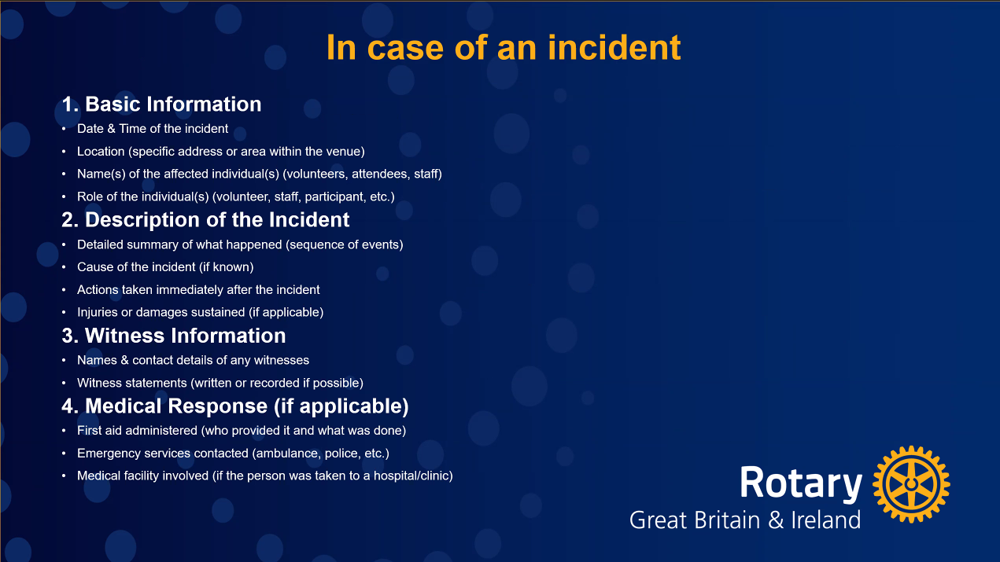 In case of an incident
1. Basic Information
• Date & Time of the incident
• Location (specific address or area within the venue)
• Name(s) of the affected individual(s) (volunteers, attendees, staff)
• Role of the individual(s) (volunteer, staff, participant, etc.)
2. Description of the Incident
• Detailed summary of what happened (sequence of events)
• Cause of the incident (if known)
• Actions taken immediately after the incident
• Injuries or damages sustained (if applicable)
3. Witness Information
• Names & contact details of any witnesses
• Witness statements (written or recorded if possible)
4. Medical Response (if applicable)
• First aid administered (who provided it and what was done)
• Emergency services contacted (ambulance, police, etc.)
• Medical facility involved (if the person was taken to a hospital/clinic)
Rotary
Great Britain & Ireland